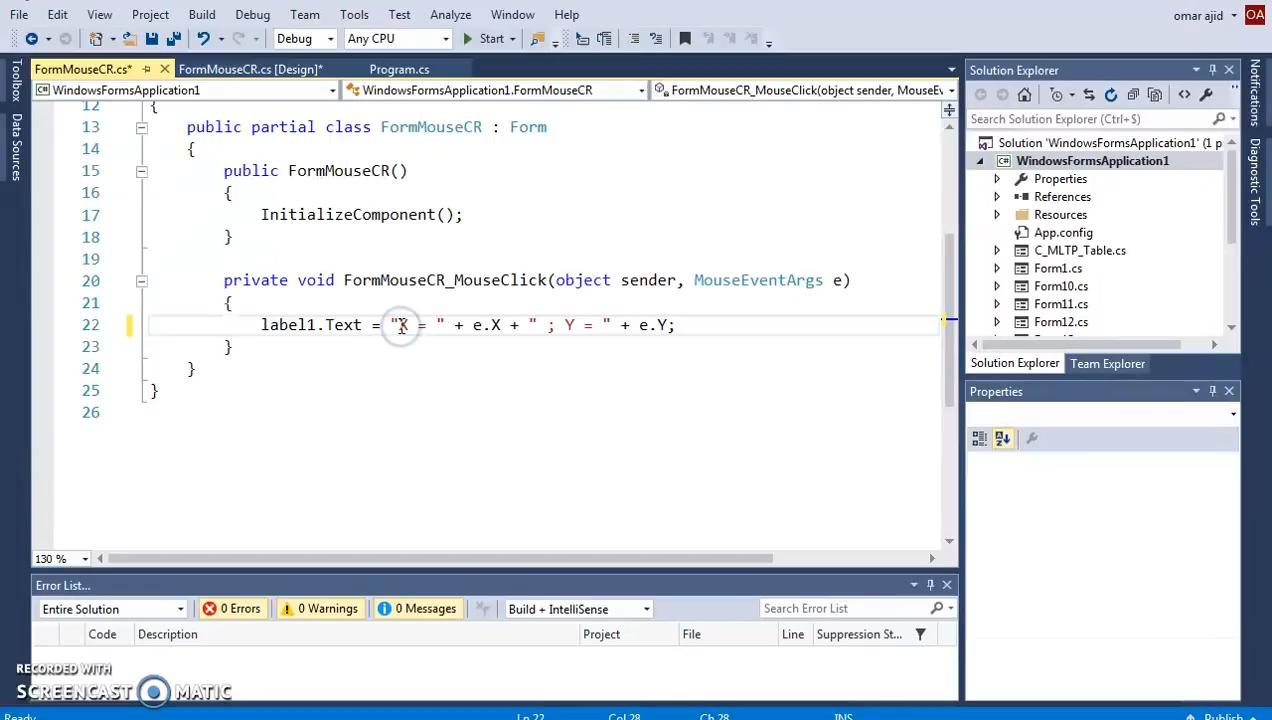 File Edit View Project Build Debug Team Tools Test Analyze Window Help omar ajid OA
Debug Any CPU Start
FormMouseCR.cs* FormMouseCR.cs [Design]* Program.cs
WindowsFormsApplication1 WindowsFormsApplication1.FormMouseCR FormMouseCR_MouseClick(object sender, MouseEv
Toolbox
Data Sources
12 {
13 public partial class FormMouseCR : Form
14 {
15 public FormMouseCR()
16 {
17 InitializeComponent();
18 }
19
20 private void FormMouseCR_MouseClick(object sender, MouseEventArgs e)
21 {
22 label1.Text = "X = " + e.X + " ; Y = " + e.Y;
23 }
24 }
25 }
26
130 %
Solution Explorer
Search Solution Explorer (Ctrl+$)
Solution 'WindowsFormsApplication1' (1 p
WindowsFormsApplication1
Properties
References
Resources
App.config
C_MLTP_Table.cs
Form1.cs
Form10.cs
Form11.cs
Form12.cs
Solution Explorer Team Explorer
Properties
Notifications
Diagnostic Tools
Error List...
Entire Solution 0 Errors 0 Warnings 0 Messages Build + IntelliSense Search Error List
Code Description Project File Line Suppression St...
RECORDED WITH
SCREENCAST MATIC
Ready Ln 22 Col 28 Ch 28 INS Publish